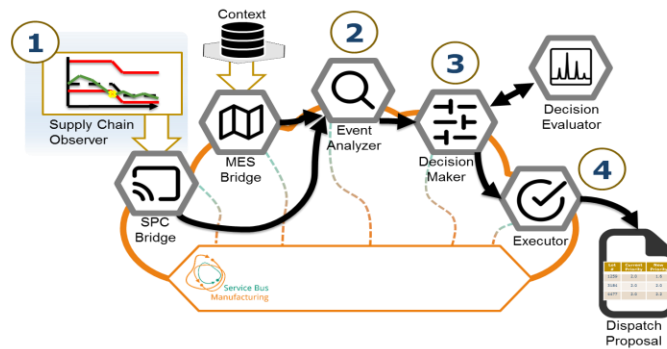 1
Context
2
3
4
Supply Chain
Observer
MES
Bridge
Event
Analyzer
Decision
Maker
Decision
Evaluator
SPC
Bridge
Executor
Service Bus
Manufacturing
Dispatch
Proposal